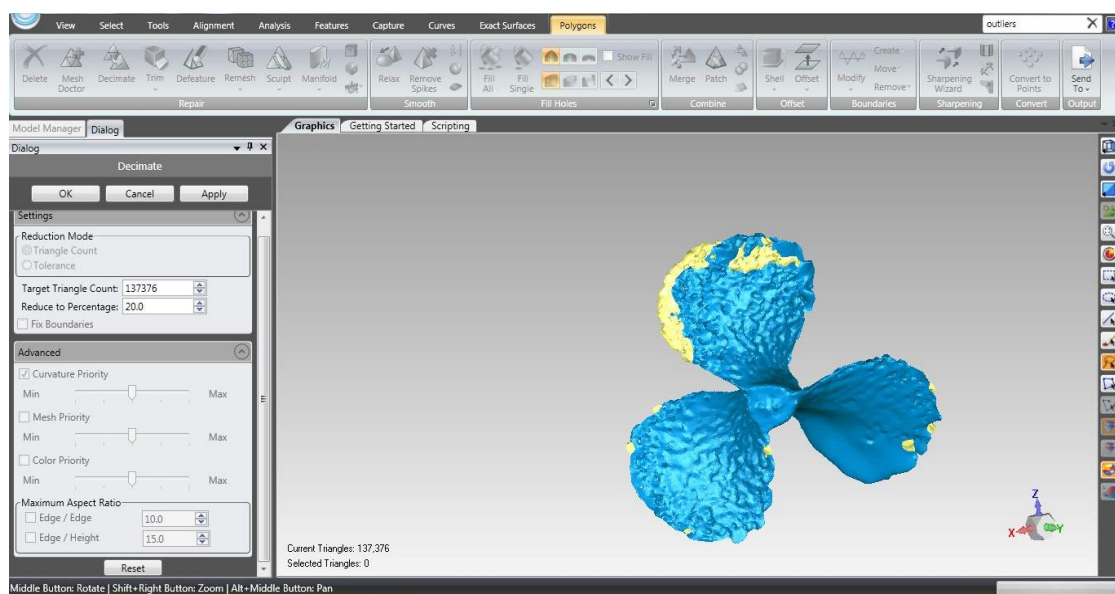 View Select Tools Alignment Analysis Features Capture Curves Exact Surfaces Polygons outliers
Delete Mesh Doctor Decimate Trim Defeature Remesh Sculpt Manifold Relax Remove Spikes Fill All Fill Single Show Fill Merge Patch Shell Offset Modify Create Move Remove Sharpening Wizard Convert to Points Send To
Repair Smooth Fill Holes Combine Offset Boundaries Sharpening Convert Output
Model Manager Dialog Graphics Getting Started Scripting
Dialog
Decimate
OK Cancel Apply
Settings
Reduction Mode
Triangle Count
Tolerance
Target Triangle Count: 137376
Reduce to Percentage: 20.0
Fix Boundaries
Advanced
Curvature Priority
Min Max
Mesh Priority
Min Max
Color Priority
Min Max
Maximum Aspect Ratio
Edge / Edge 10.0
Edge / Height 15.0
Reset
Z
X Y
Current Triangles: 137,376
Selected Triangles: 0
Middle Button: Rotate | Shift+Right Button: Zoom | Alt+Middle Button: Pan